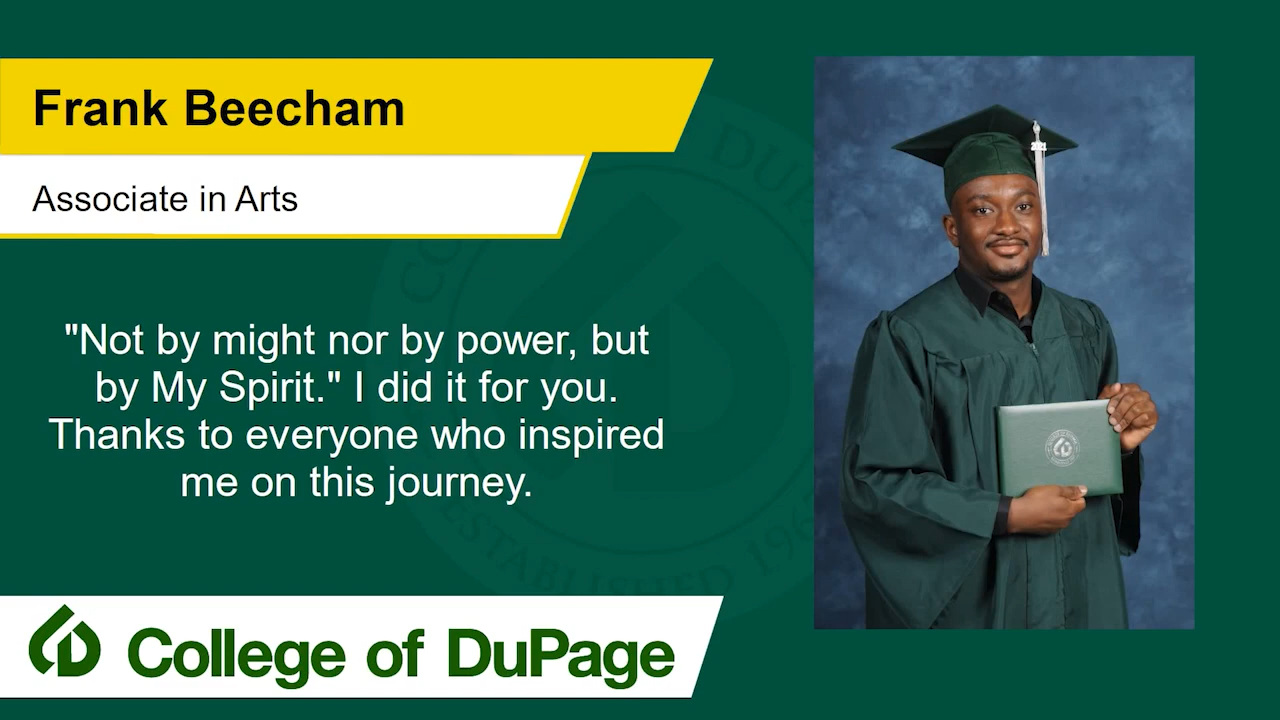 Frank Beecham
Associate in Arts
"Not by might nor by power, but
by My Spirit." I did it for you.
Thanks to everyone who inspired
me on this journey.
College of DuPage
2021